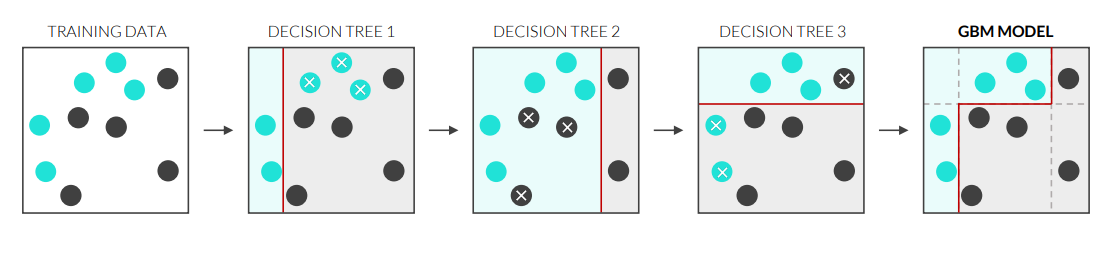 TRAINING DATA
DECISION TREE 1
DECISION TREE 2
DECISION TREE 3
GBM MODEL